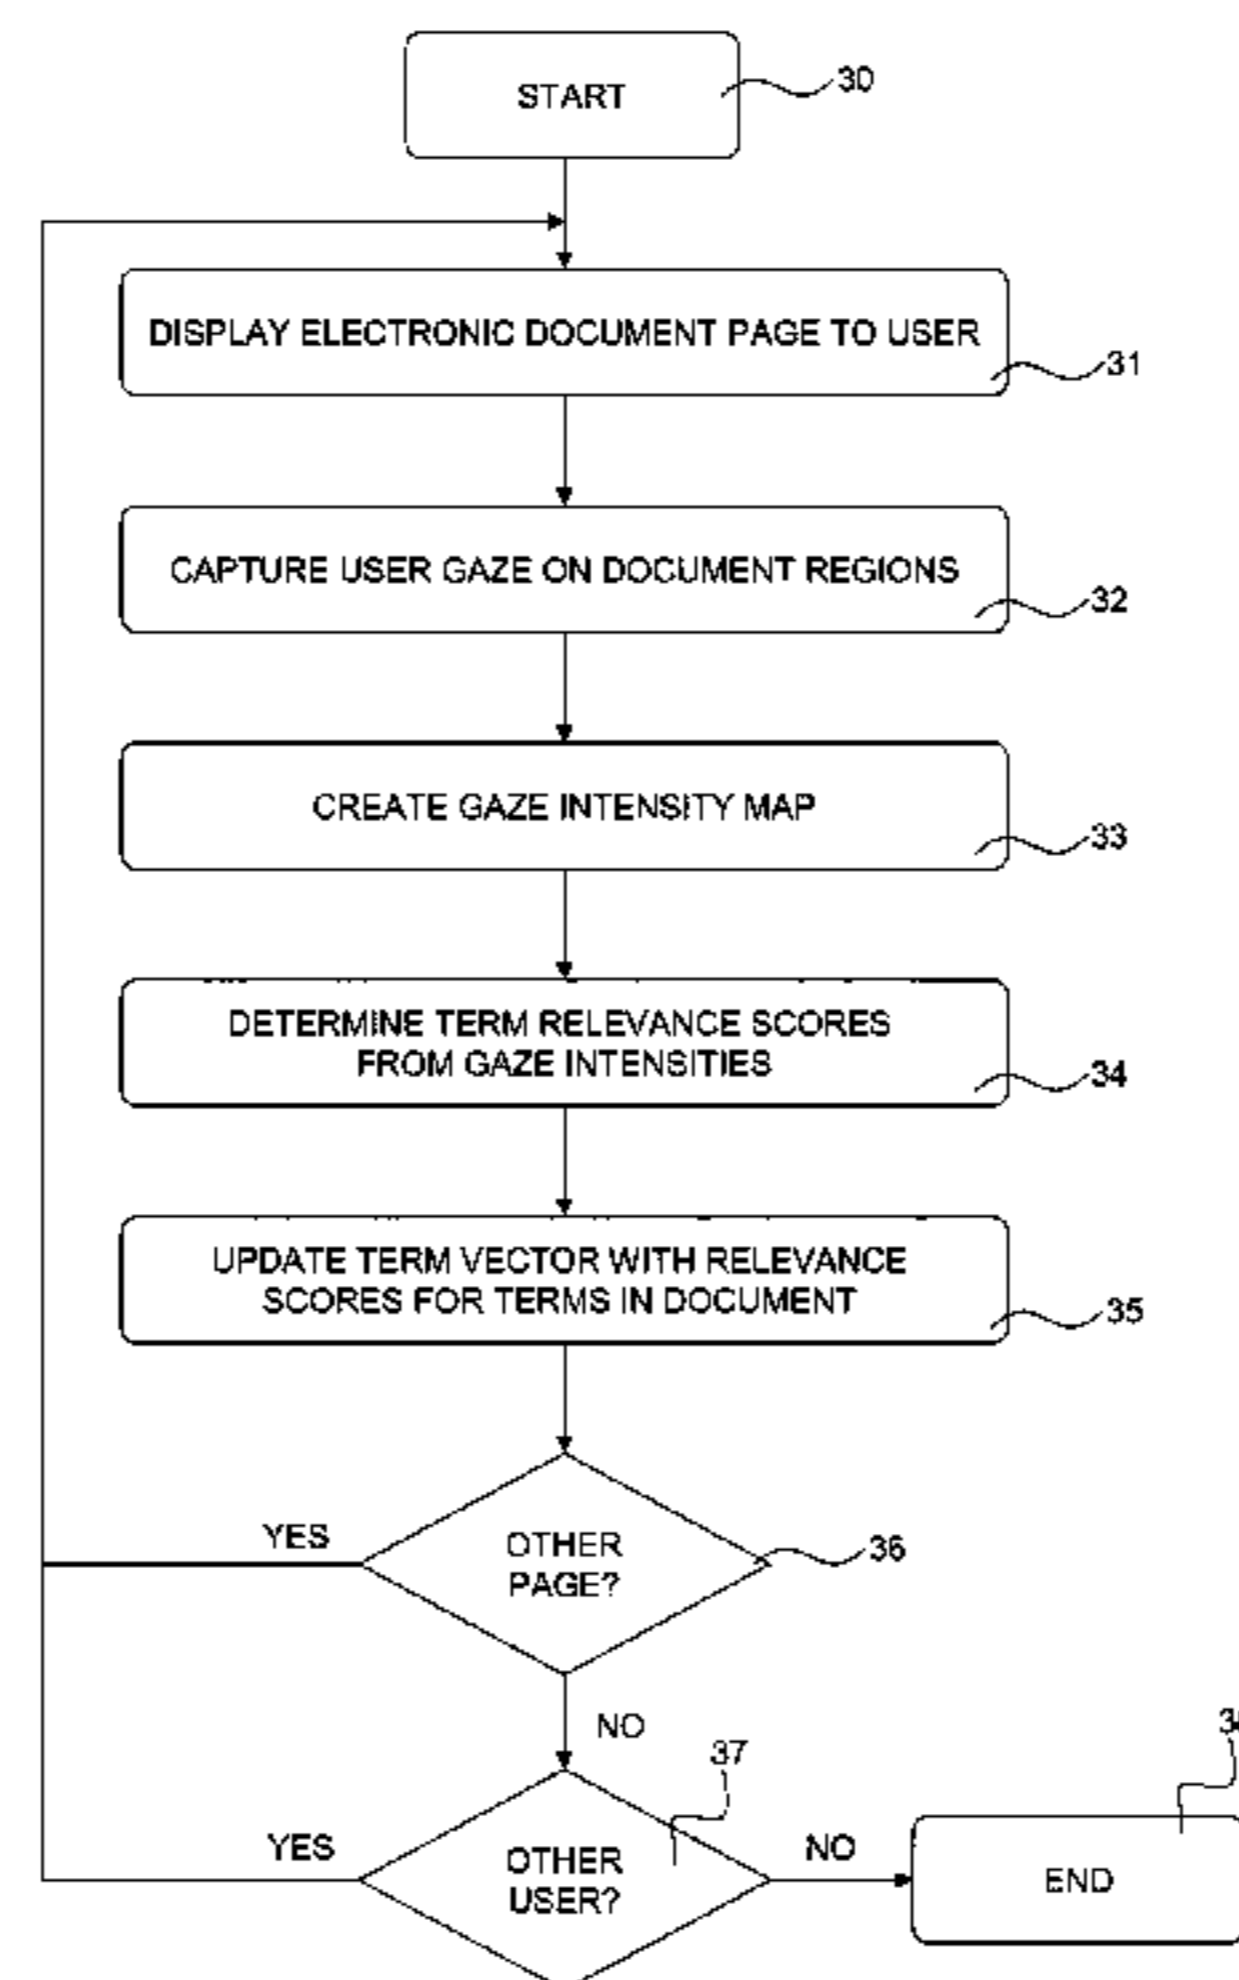 START
30
DISPLAY ELECTRONIC DOCUMENT PAGE TO USER
31
CAPTURE USER GAZE ON DOCUMENT REGIONS
32
CREATE GAZE INTENSITY MAP
33
DETERMINE TERM RELEVANCE SCORES
FROM GAZE INTENSITIES
34
UPDATE TERM VECTOR WITH RELEVANCE
SCORES FOR TERMS IN DOCUMENT
35
YES
OTHER
PAGE?
36
NO
37
YES
OTHER
USER?
NO
END